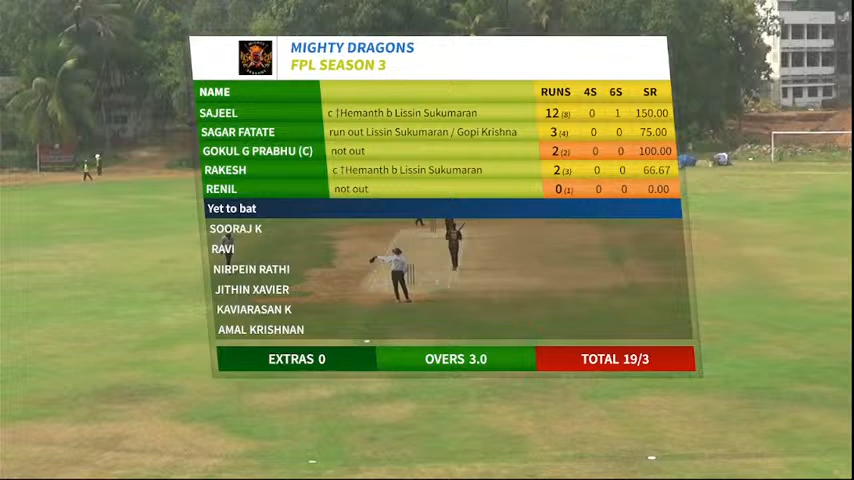 MIGHTY DRAGONS
FPL SEASON 3
NAME RUNS 4S 6S SR
SAJEEL c †Hemanth b Lissin Sukumaran 12 (8) 0 1 150.00
SAGAR FATATE run out Lissin Sukumaran / Gopi Krishna 3 (4) 0 0 75.00
GOKUL G PRABHU (C) not out 2 (2) 0 0 100.00
RAKESH c †Hemanth b Lissin Sukumaran 2 (3) 0 0 66.67
RENIL not out 0 (1) 0 0 0.00
Yet to bat
SOORAJ K
RAVI
NIRPEIN RATHI
JITHIN XAVIER
KAVIARASAN K
AMAL KRISHNAN
EXTRAS 0 OVERS 3.0 TOTAL 19/3